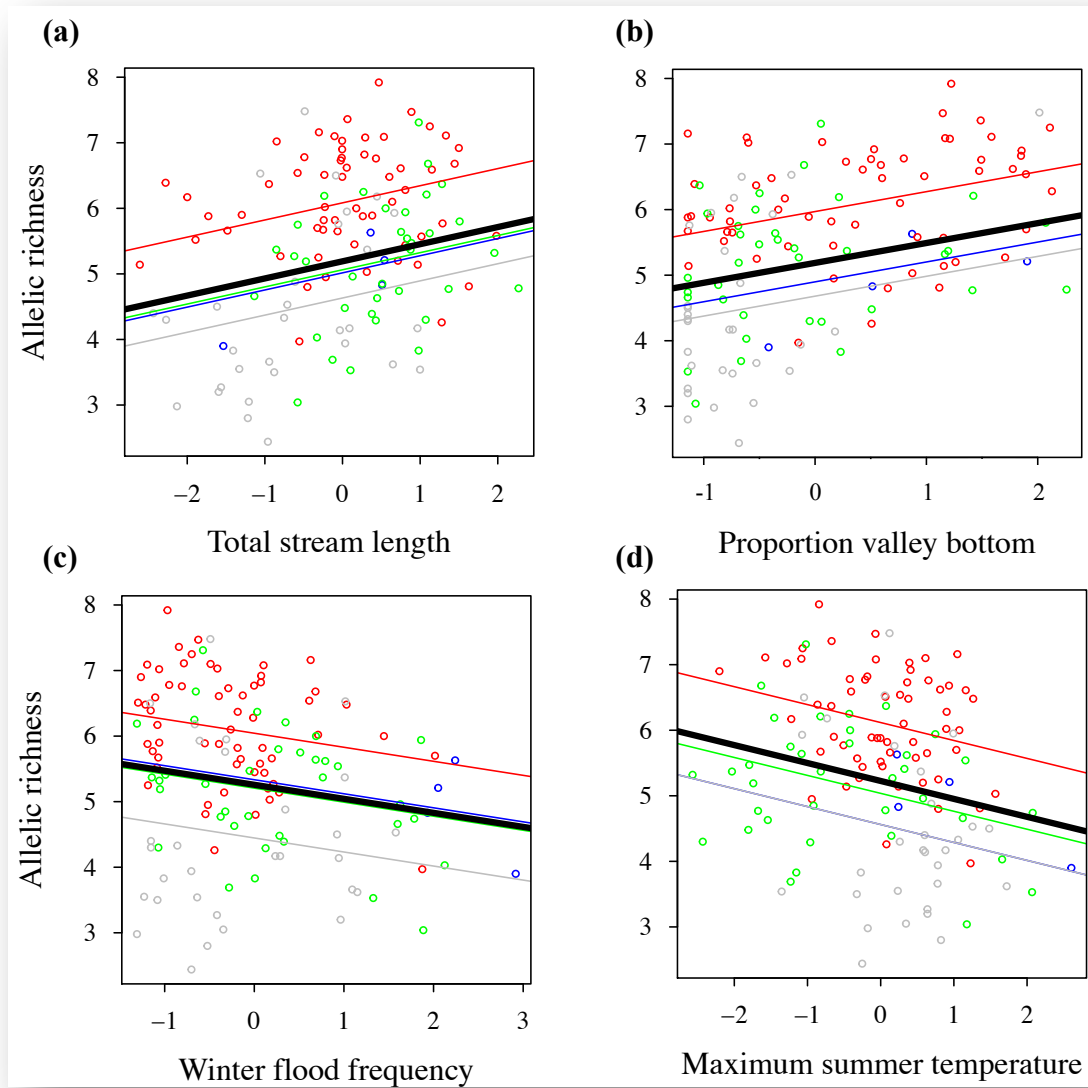 (a)
8
7
6
5
4
3
Allelic richness
−2 −1 0 1 2
Total stream length
(b)
8
7
6
5
4
3
-1 0 1 2
Proportion valley bottom
(c)
8
7
6
5
4
3
Allelic richness
−1 0 1 2 3
Winter flood frequency
(d)
8
7
6
5
4
3
−2 −1 0 1 2
Maximum summer temperature